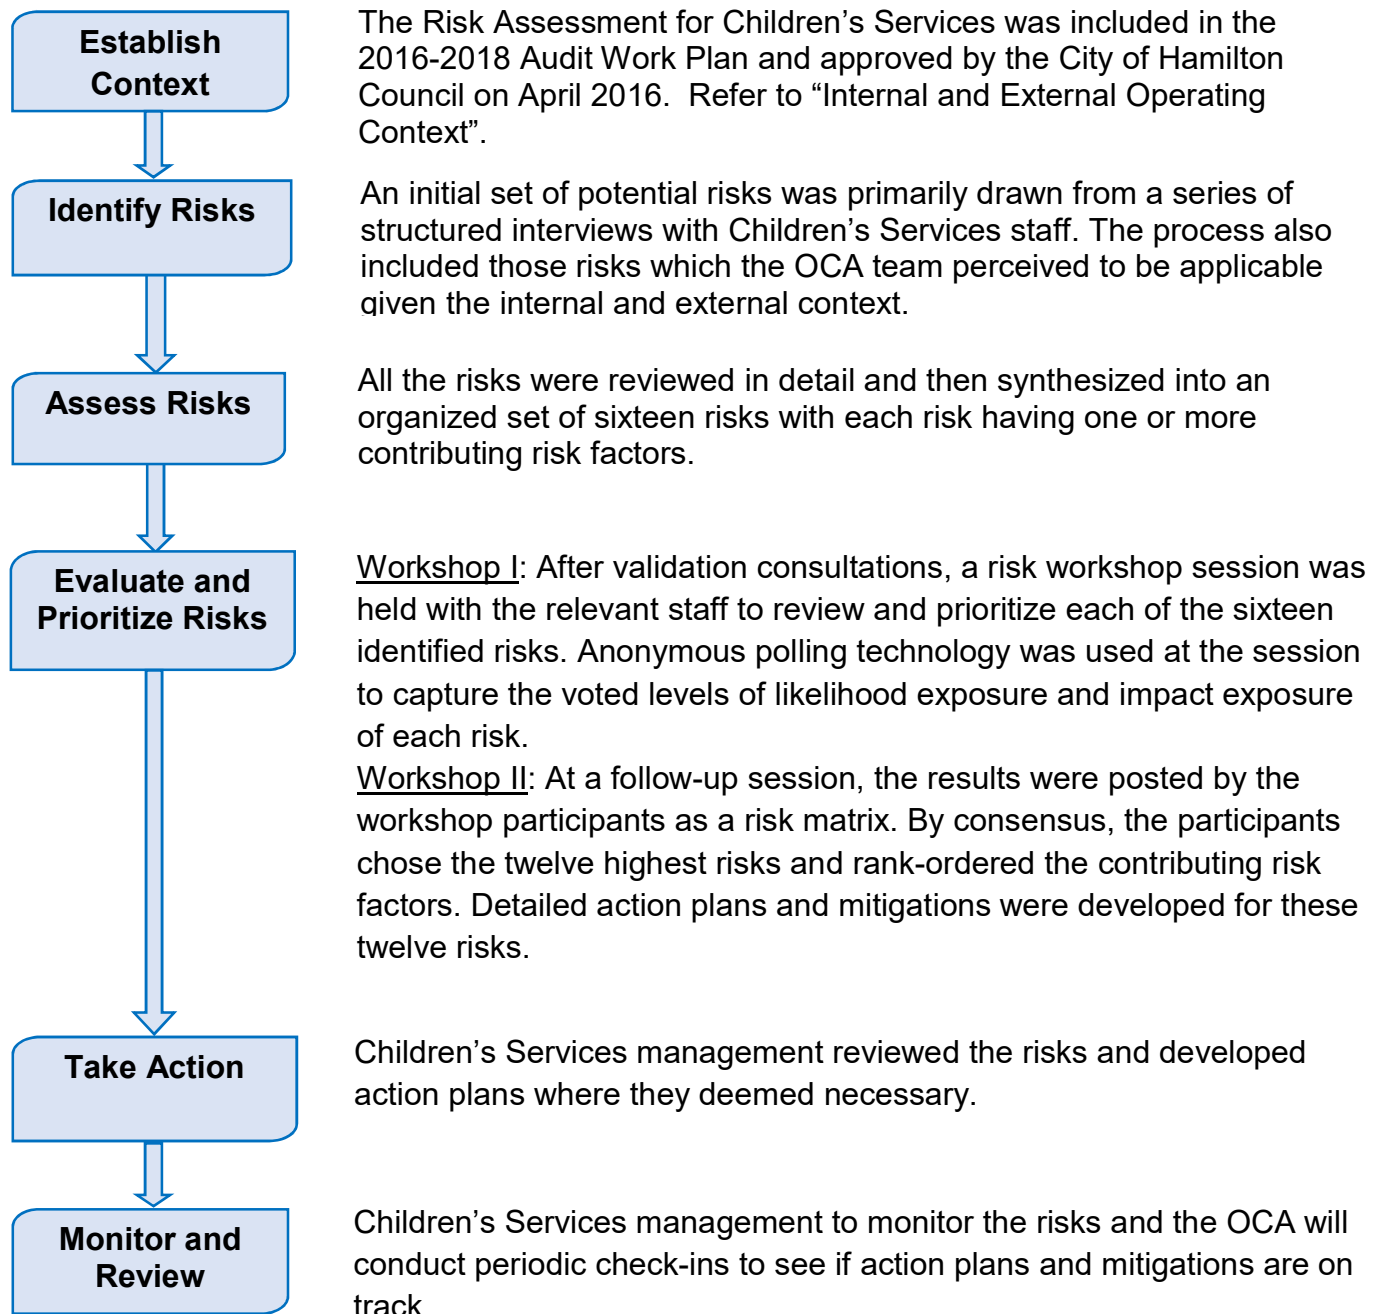 Establish
Context
The Risk Assessment for Children’s Services was included in the
2016-2018 Audit Work Plan and approved by the City of Hamilton
Council on April 2016.  Refer to “Internal and External Operating
Context”.
Identify Risks
An initial set of potential risks was primarily drawn from a series of
structured interviews with Children’s Services staff. The process also
included those risks which the OCA team perceived to be applicable
given the internal and external context.
Assess Risks
All the risks were reviewed in detail and then synthesized into an
organized set of sixteen risks with each risk having one or more
contributing risk factors.
Evaluate and
Prioritize Risks
Workshop I: After validation consultations, a risk workshop session was
held with the relevant staff to review and prioritize each of the sixteen
identified risks. Anonymous polling technology was used at the session
to capture the voted levels of likelihood exposure and impact exposure
of each risk.
Workshop II: At a follow-up session, the results were posted by the
workshop participants as a risk matrix. By consensus, the participants
chose the twelve highest risks and rank-ordered the contributing risk
factors. Detailed action plans and mitigations were developed for these
twelve risks.
Take Action
Children’s Services management reviewed the risks and developed
action plans where they deemed necessary.
Monitor and
Review
Children’s Services management to monitor the risks and the OCA will
conduct periodic check-ins to see if action plans and mitigations are on
track